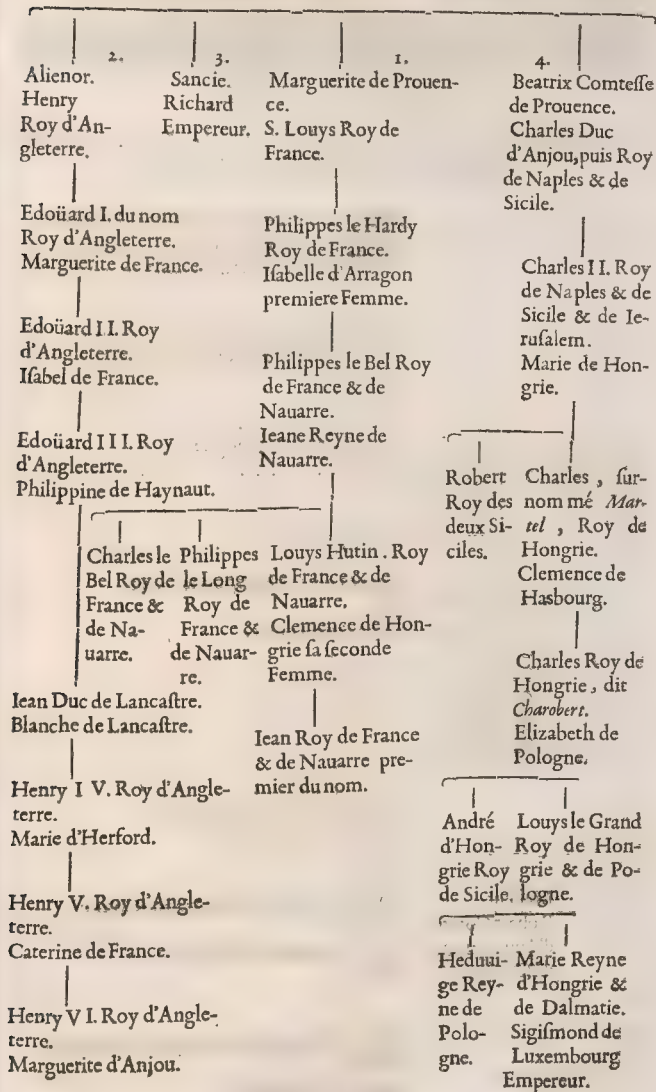 2.
Alienor.
Henry
Roy d'An-
gleterre.
Edoüard I. du nom
Roy d'Angleterre.
Marguerite de France.
Edoüard II. Roy
d'Angleterre.
Iſabel de France.
Edoüard III. Roy
d'Angleterre.
Philippine de Haynaut.
Iean Duc de Lancaſtre.
Blanche de Lancaſtre.
Henry I V. Roy d'Angle-
terre.
Marie d'Herford.
Henry V. Roy d'Angle-
terre.
Caterine de France.
Henry V I. Roy d'Angle-
terre.
Marguerite d'Anjou.
3.
Sancie.
Richard
Empereur.
1.
Marguerite de Prouen-
ce.
S. Louys Roy de
France.
Philippes le Hardy
Roy de France.
Iſabelle d'Arragon
premiere Femme.
Philippes le Bel Roy
de France & de
Nauarre.
Ieane Reyne de
Nauarre.
Charles le
Bel Roy de
France &
de Na-
uarre.
Philippes
le Long
Roy de
France &
de Nauar-
re.
Louys Hutin. Roy
de France & de
Nauarre.
Clemence de Hon-
grie ſa ſeconde
Femme.
Iean Roy de France
& de Nauarre pre-
mier du nom.
4.
Beatrix Comteſſe
de Prouence.
Charles Duc
d'Anjou, puis Roy
de Naples & de
Sicile.
Charles I I. Roy
de Naples & de
Sicile & de Ie-
ruſalem.
Marie de Hon-
grie.
Robert
Roy des
deux Si-
ciles.
Charles, ſur-
nommé Mar-
tel, Roy de
Hongrie.
Clemence de
Hasbourg.
Charles Roy de
Hongrie, dit
Charobert.
Elizabeth de
Pologne.
André
d'Hon-
grie Roy
de Sicile.
Louys le Grand
Roy de Hon-
grie & de Po-
logne.
Heduui-
ge Rey-
ne de
Polo-
gne.
Marie Reyne
d'Hongrie &
de Dalmatie.
Sigiſmond de
Luxembourg
Empereur.